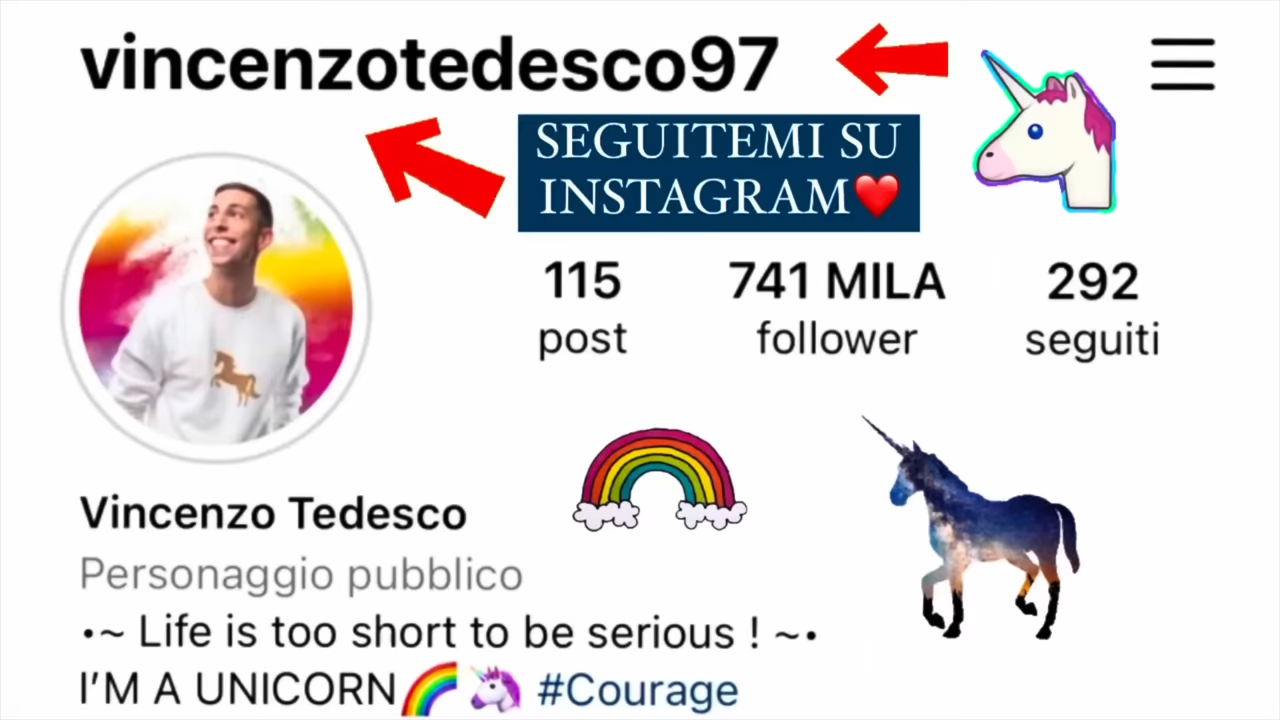 vincenzotedesco97
SEGUITEMI SU
INSTAGRAM❤️
115 741 MILA 292
post follower seguiti
Vincenzo Tedesco
Personaggio pubblico
•~ Life is too short to be serious ! ~•
I’M A UNICORN🌈🦄 #Courage